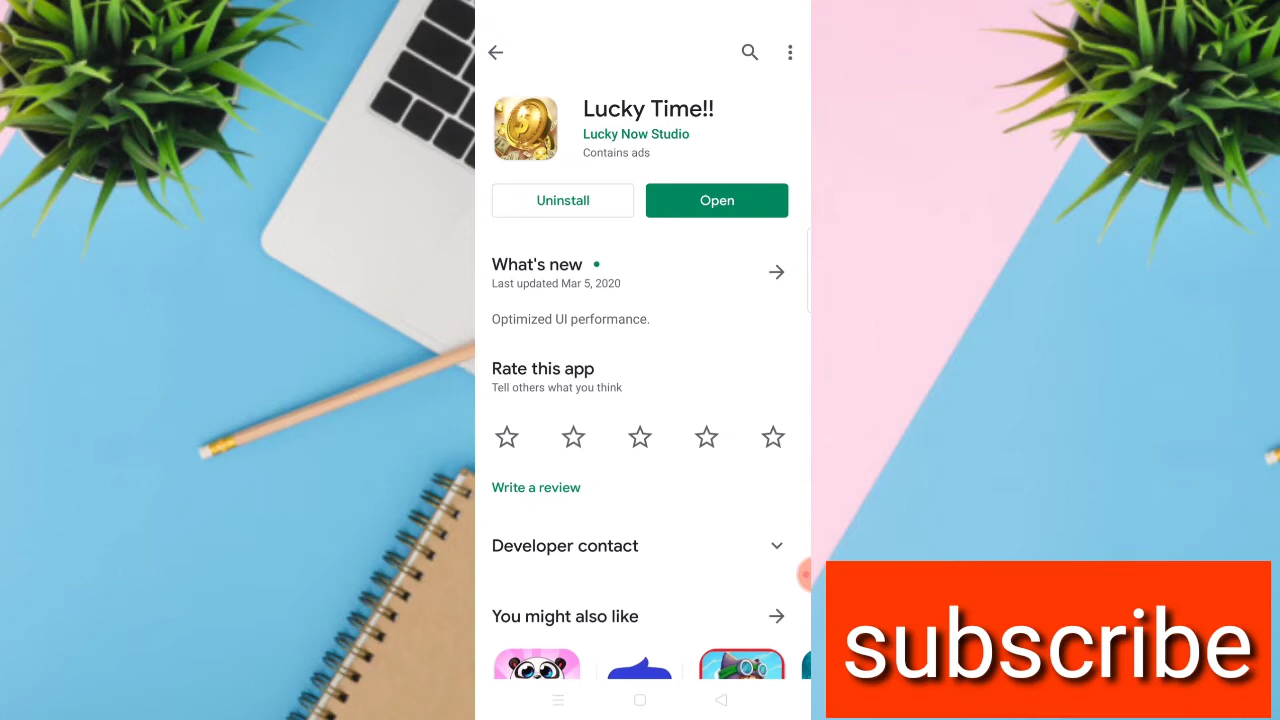 Lucky Time!!
Lucky Now Studio
Contains ads
Uninstall
Open
What's new
Last updated Mar 5, 2020
Optimized UI performance.
Rate this app
Tell others what you think
Write a review
Developer contact
You might also like
subscribe